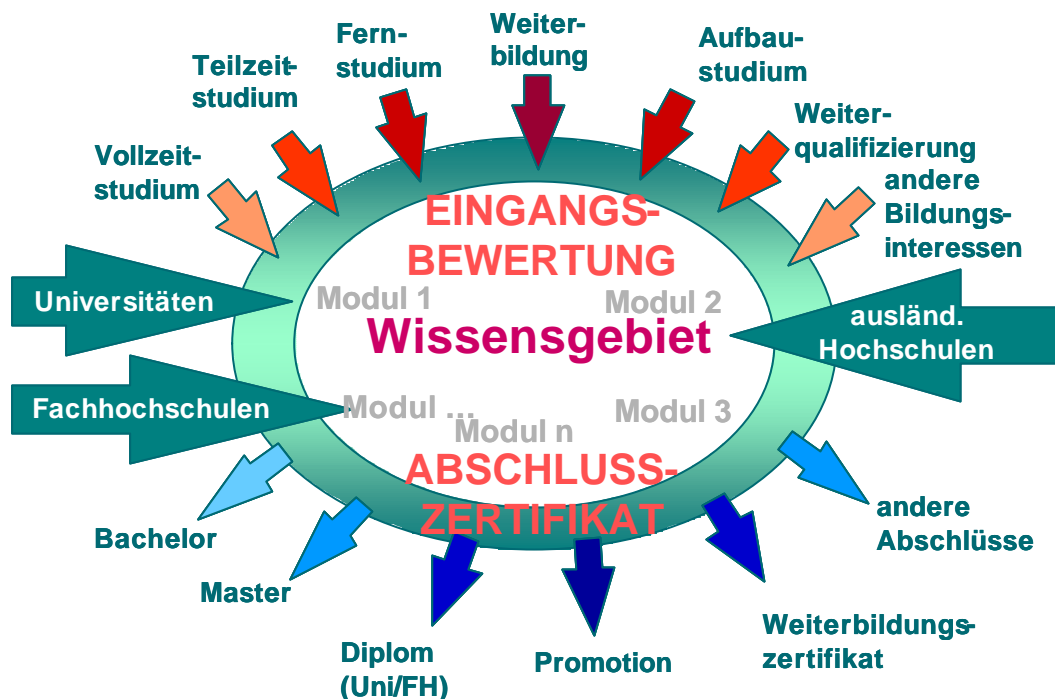 Weiter-
bildung
Fern-
studium
Aufbau-
studium
Teilzeit-
studium
Weiter-
qualifizierung
Vollzeit-
studium
andere
Bildungs-
interessen
EINGANGS-
BEWERTUNG
Universitäten
Modul 1
Modul 2
Wissensgebiet
ausländ.
Hochschulen
Fachhochschulen
Modul ...
Modul 3
Modul n
ABSCHLUSS-
ZERTIFIKAT
Bachelor
andere
Abschlüsse
Master
Diplom
(Uni/FH)
Promotion
Weiterbildungs-
zertifikat